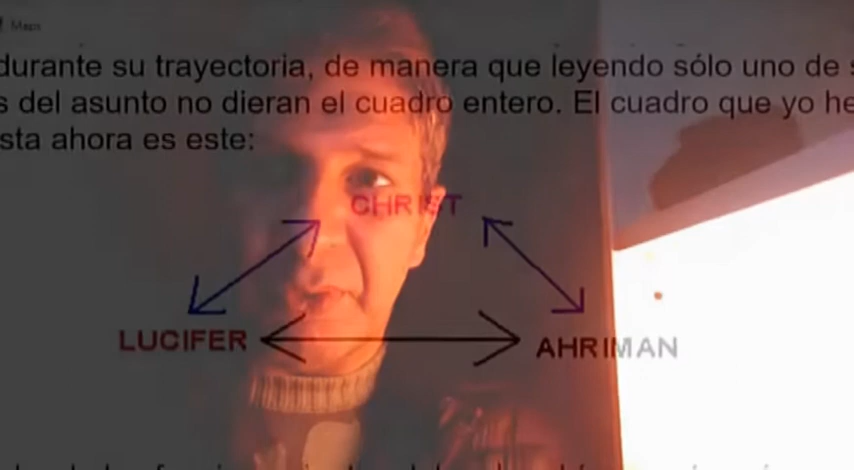 Maps
durante su trayectoria, de manera que leyendo sólo uno de s
s del asunto no dieran el cuadro entero. El cuadro que yo he
sta ahora es este:
CHRIST
LUCIFER
AHRIMAN